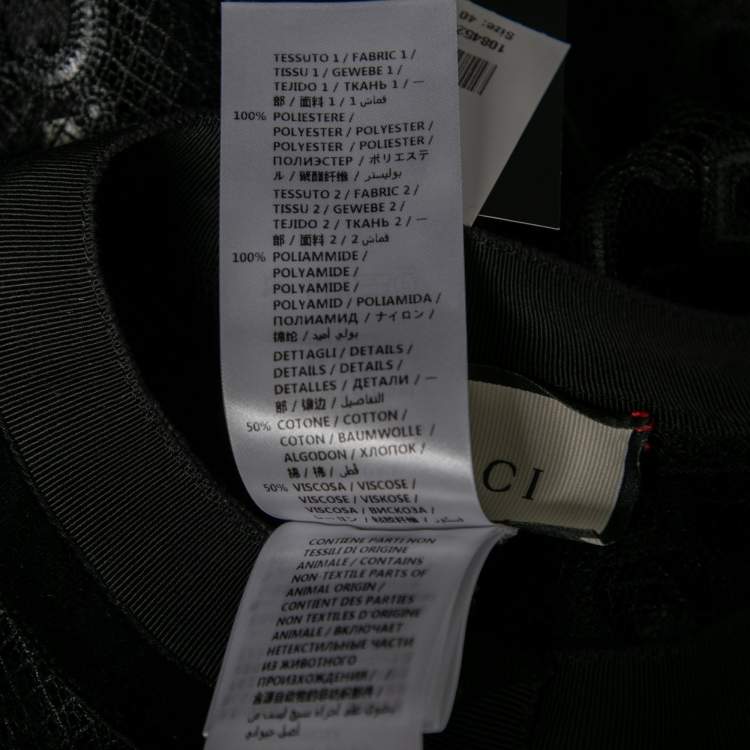 TESSUTO 1 / FABRIC 1 /
TISSU 1 / GEWEBE 1 /
TEJIDO 1 / ТКАНЬ 1 / 一
部 / 面料 1 / 1 قماش
100% POLIESTERE /
POLYESTER / POLYESTER /
POLYESTER / POLIESTER /
ПОЛИЭСТЕР / ポリエステ
ル / 聚酯纤维 / بوليستر
TESSUTO 2 / FABRIC 2 /
TISSU 2 / GEWEBE 2 /
TEJIDO 2 / ТКАНЬ 2 / 一
部 / 面料 2 / 2 قماش
100% POLIAMMIDE /
POLYAMIDE /
POLYAMIDE /
POLYAMID / POLIAMIDA /
ПОЛИАМИД / ナイロン /
锦纶 / بولي أميد
DETTAGLI / DETAILS /
DETAILS / DETAILS /
DETALLES / ДЕТАЛИ / 一
部 / 镶边 / التفاصيل
50% COTONE / COTTON /
COTON / BAUMWOLLE /
ALGODON / ХЛОПОК /
綿 / 棉 / قطن
50% VISCOSA / VISCOSE /
VISCOSE / VISKOSE /
VISCOSA / ВИСКОЗА /
CONTIENE PARTI NON
TESSILI DI ORIGINE
ANIMALE / CONTAINS
NON-TEXTILE PARTS OF
ANIMAL ORIGIN /
CONTIENT DES PARTIES
NON TEXTILES D'ORIGINE
ANIMALE / ВКЛЮЧАЕТ
НЕТЕКСТИЛЬНЫЕ ЧАСТИ
ИЗ ЖИВОТНОГО
ПРОИСХОЖДЕНИЯ /
أصل حيواني
Size: 40
CI